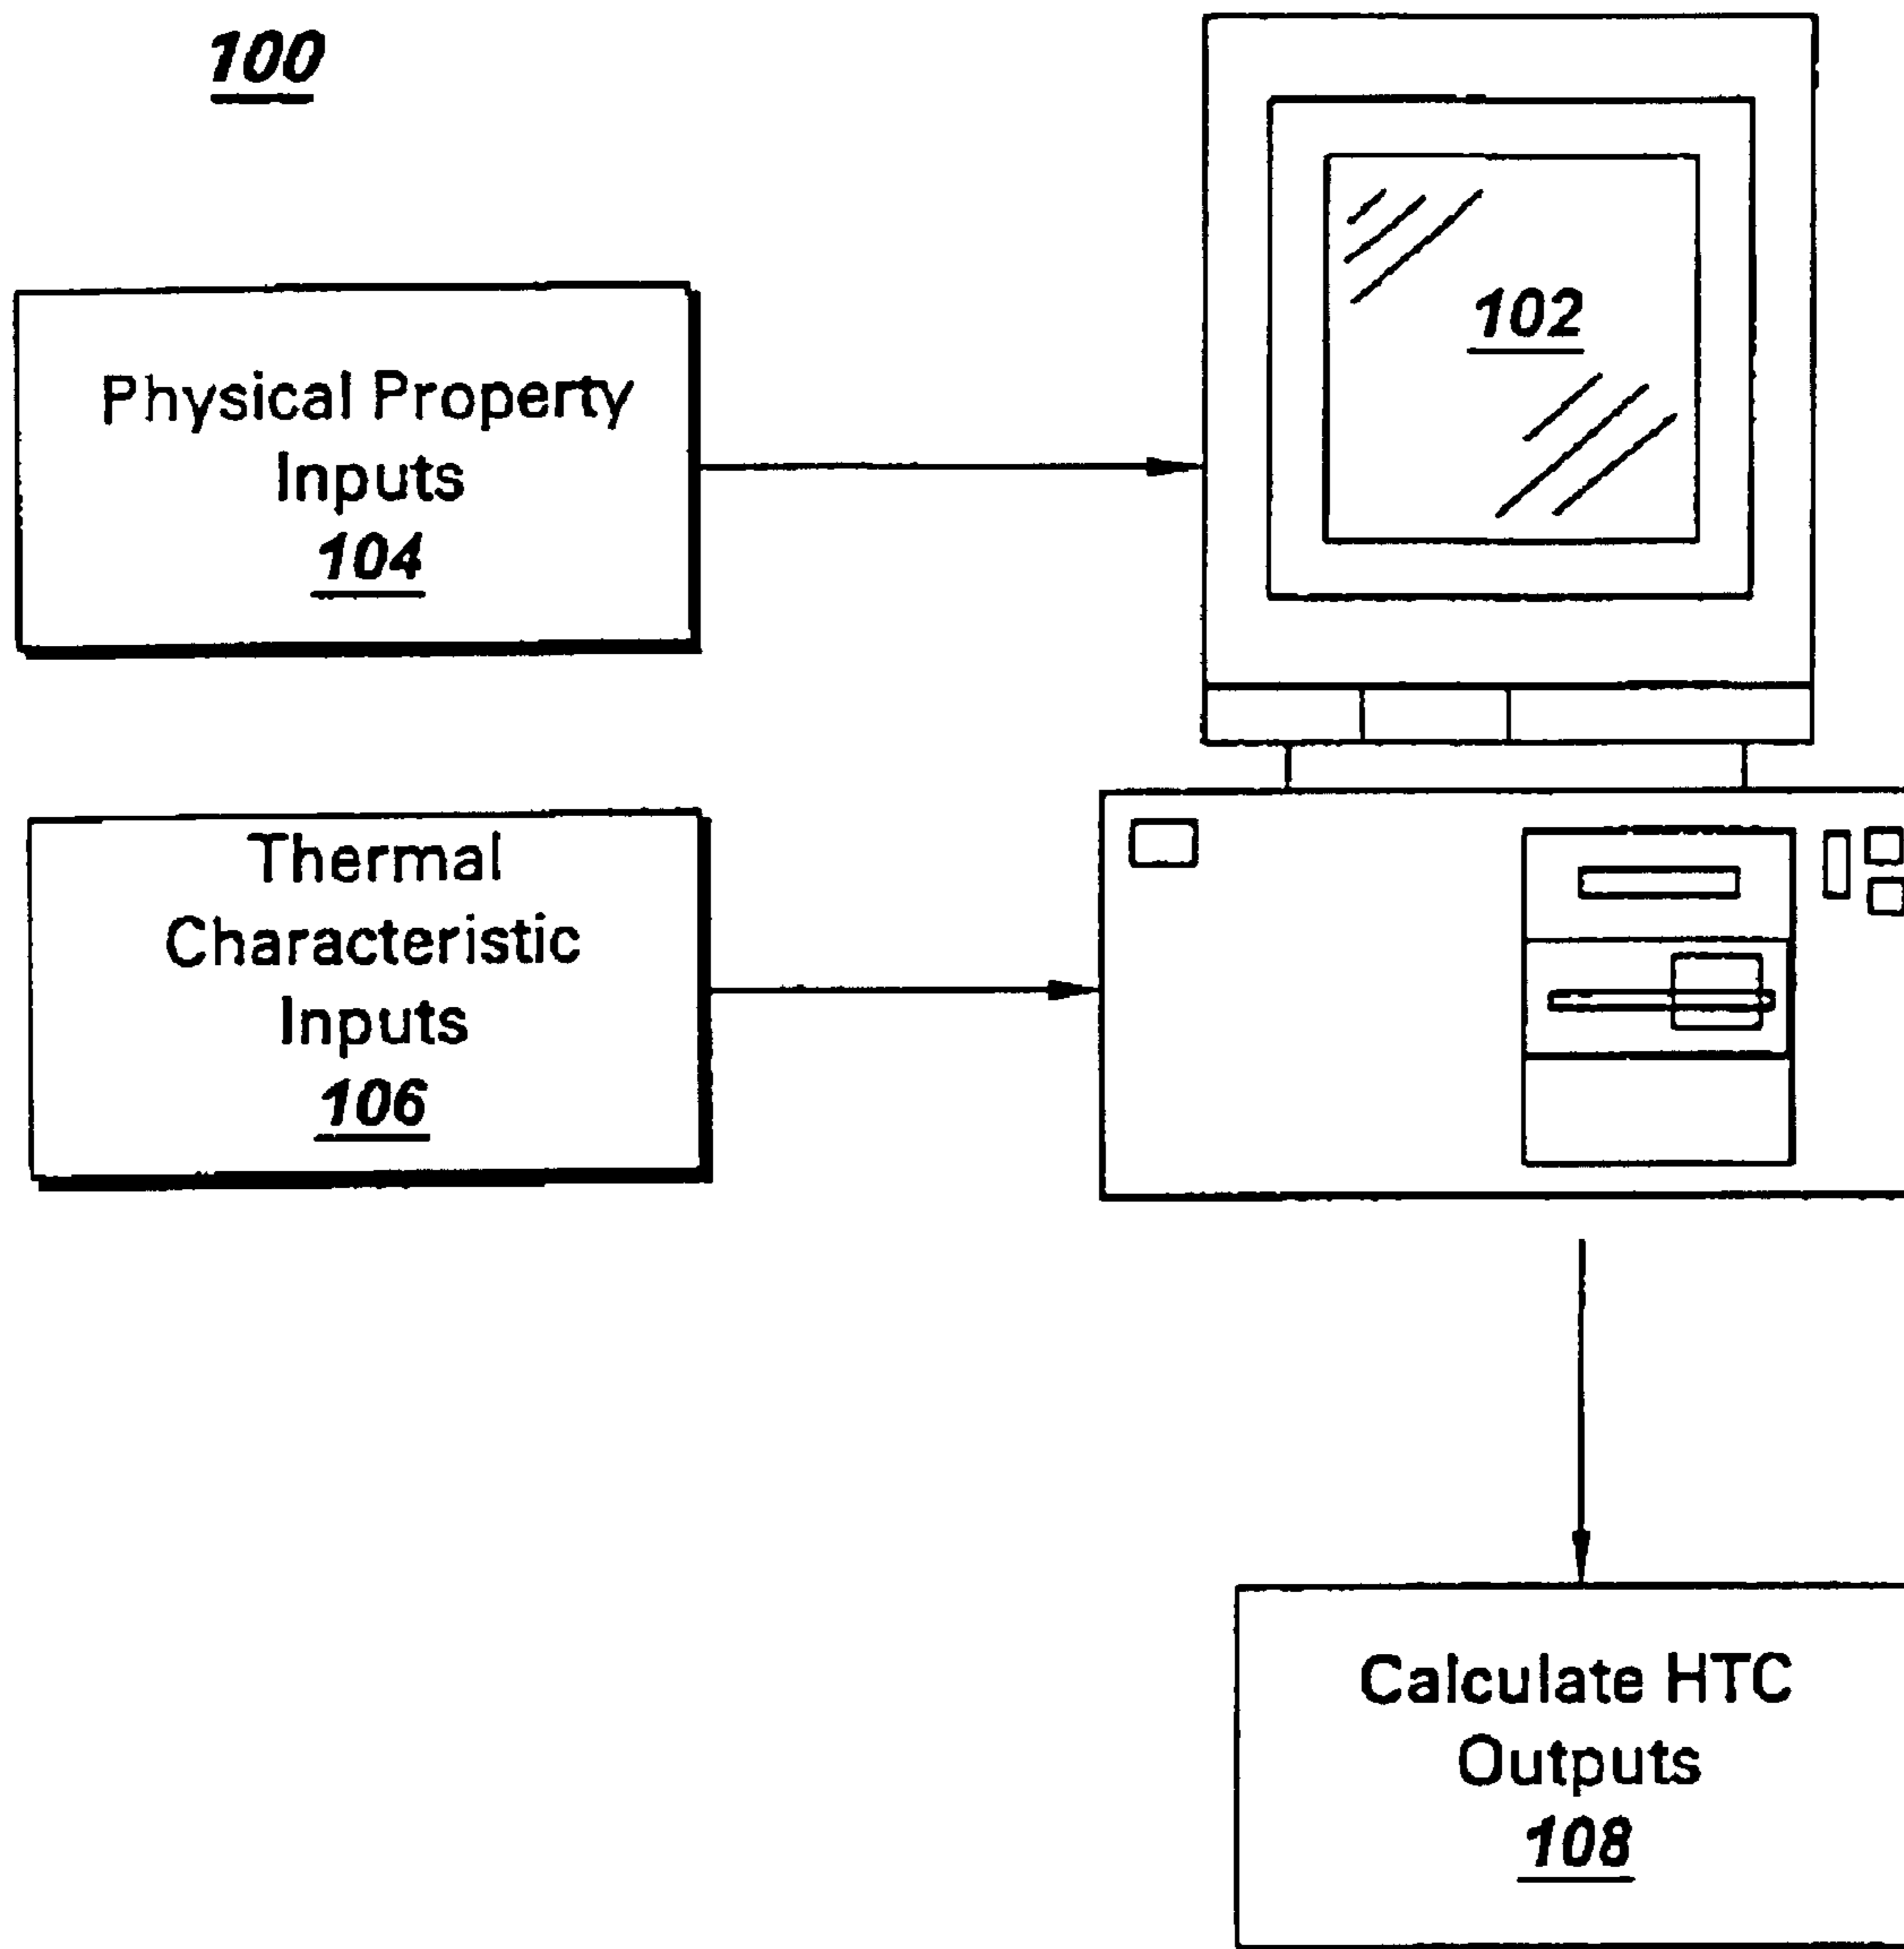 100
102
Physical Property
Inputs
104
Thermal
Characteristic
Inputs
106
Calculate HTC
Outputs
108